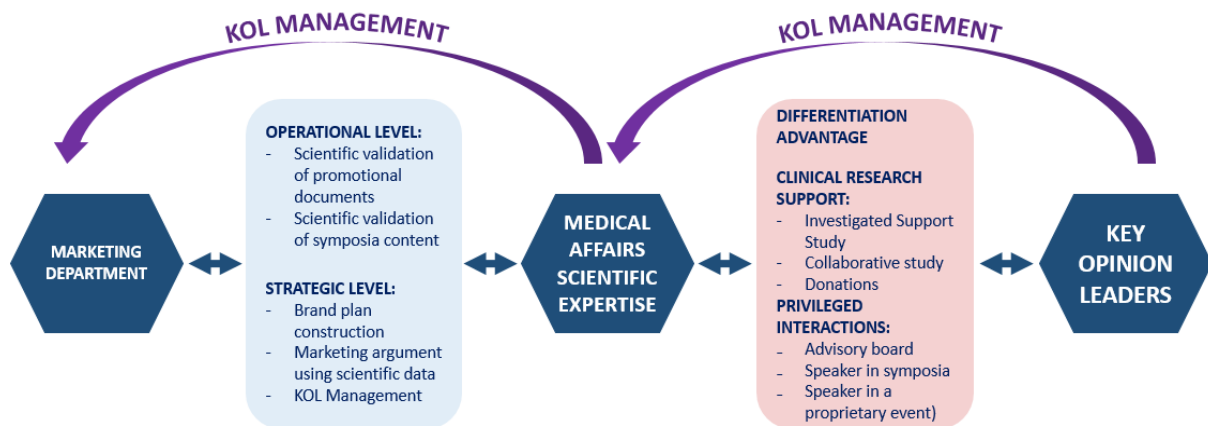 KOL MANAGEMENT
KOL MANAGEMENT
MARKETING
DEPARTMENT
OPERATIONAL LEVEL:
- Scientific validation
of promotional
documents
- Scientific validation
of symposia content
STRATEGIC LEVEL:
- Brand plan
construction
- Marketing argument
using scientific data
- KOL Management
MEDICAL
AFFAIRS
SCIENTIFIC
EXPERTISE
DIFFERENTIATION
ADVANTAGE
CLINICAL RESEARCH
SUPPORT:
- Investigated Support
Study
- Collaborative study
- Donations
PRIVILEGED
INTERACTIONS:
- Advisory board
- Speaker in symposia
- Speaker in a
proprietary event)
KEY
OPINION
LEADERS